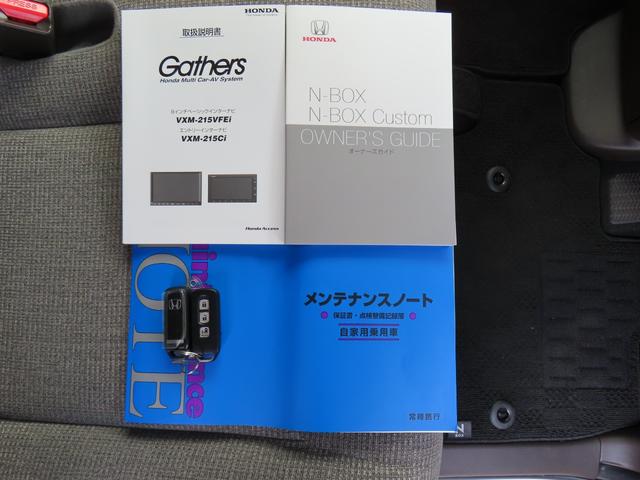 PRESS
HONDA
取扱説明書
Gathers
Honda Multi Car-AV System
8インチベーシックインターナビ
VXM-215VFEi
エントリーインターナビ
VXM-215Ci
Honda Access
HONDA
N-BOX
N-BOX Custom
OWNER'S GUIDE
オーナーズガイド
メンテナンスノート
保証書・点検整備記録簿
自家用乗用車
常時携行
NOTE
N
BOX